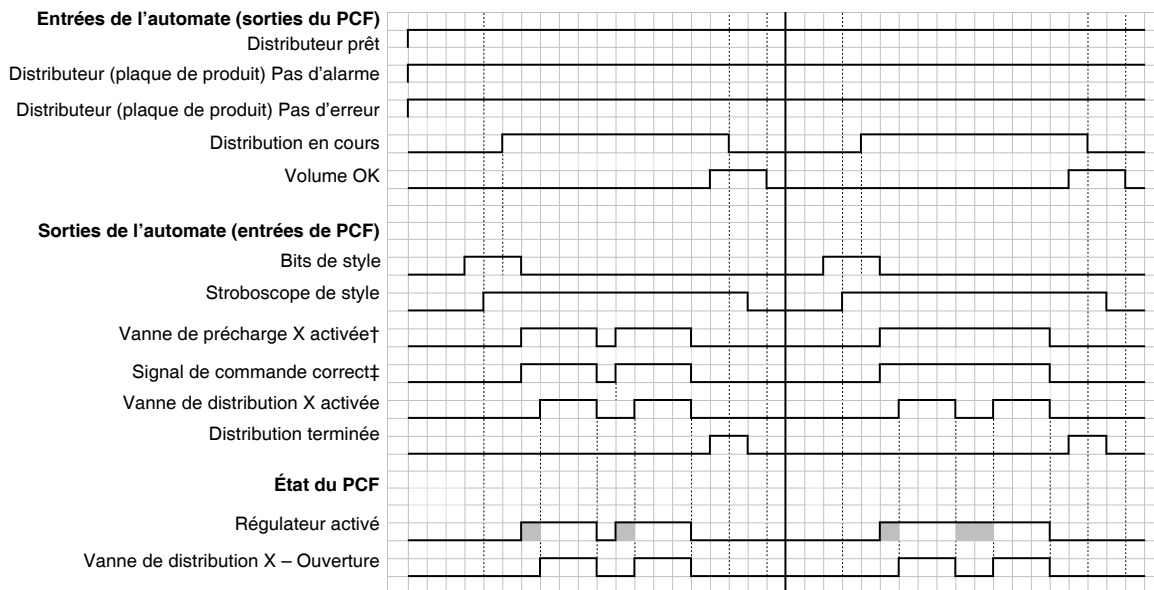 Entrées de l'automate (sorties du PCF)
Distributeur prêt
Distributeur (plaque de produit) Pas d'alarme
Distributeur (plaque de produit) Pas d'erreur
Distribution en cours
Volume OK
Sorties de l'automate (entrées de PCF)
Bits de style
Stroboscope de style
Vanne de précharge X activée†
Signal de commande correct‡
Vanne de distribution X activée
Distribution terminée
État du PCF
Régulateur activé
Vanne de distribution X – Ouverture